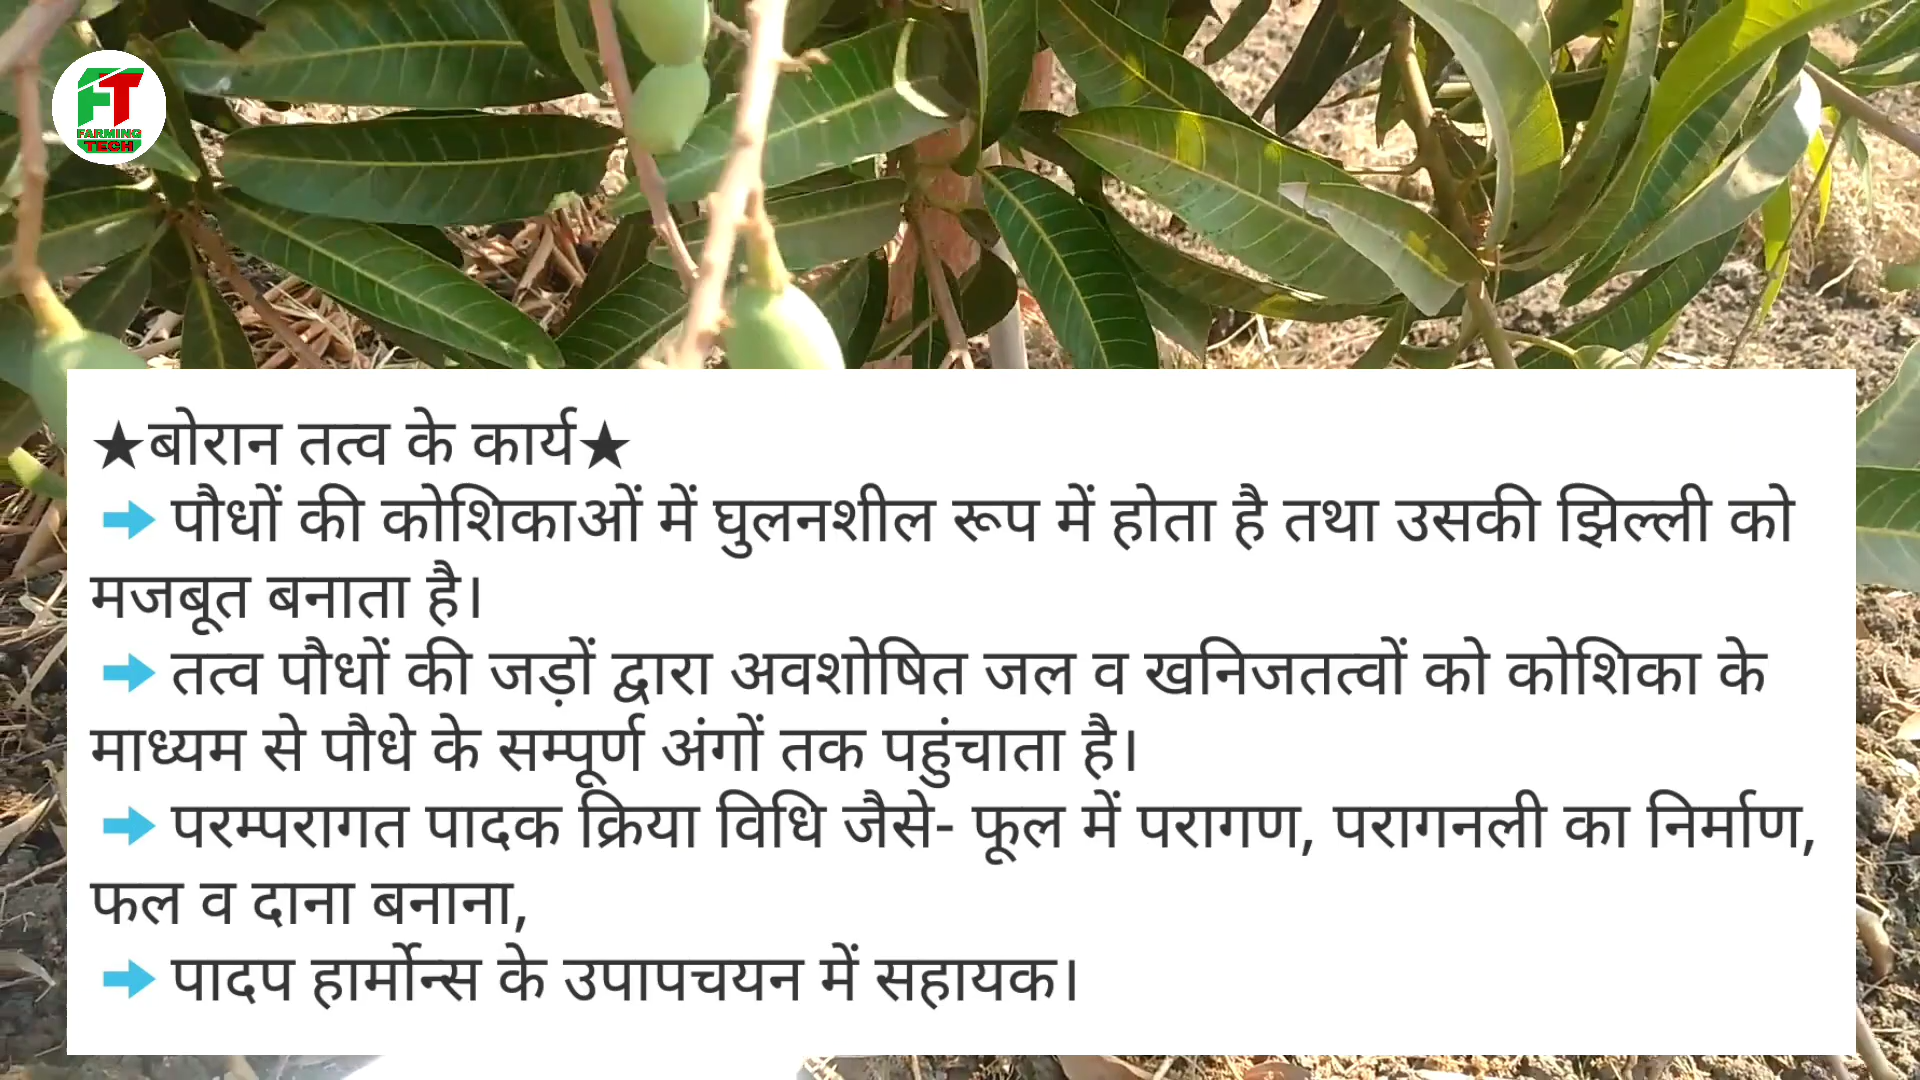 FT
FARMING
TECH
★बोरान तत्व के कार्य★
➡ पौधों की कोशिकाओं में घुलनशील रूप में होता है तथा उसकी झिल्ली को
मजबूत बनाता है।
➡ तत्व पौधों की जड़ों द्वारा अवशोषित जल व खनिजतत्वों को कोशिका के
माध्यम से पौधे के सम्पूर्ण अंगों तक पहुंचाता है।
➡ परम्परागत पादक क्रिया विधि जैसे- फूल में परागण, परागनली का निर्माण,
फल व दाना बनाना,
➡ पादप हार्मोन्स के उपापचयन में सहायक।